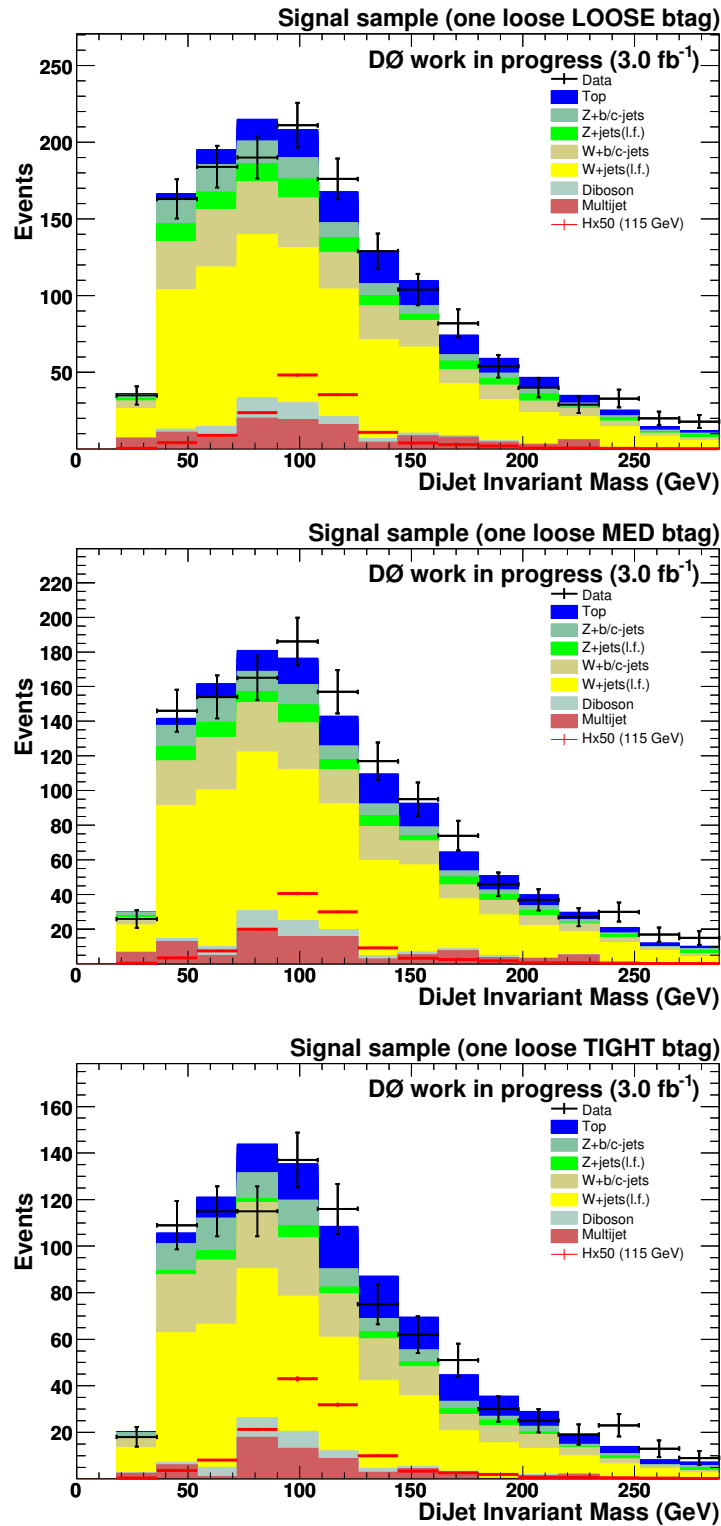 Signal sample (one loose LOOSE btag)
DØ work in progress (3.0 fb⁻¹)
Data
Top
Z+b/c-jets
Z+jets(l.f.)
W+b/c-jets
W+jets(l.f.)
Diboson
Multijet
Hx50 (115 GeV)
Events
250
200
150
100
50
0 50 100 150 200 250
DiJet Invariant Mass (GeV)
Signal sample (one loose MED btag)
DØ work in progress (3.0 fb⁻¹)
Data
Top
Z+b/c-jets
Z+jets(l.f.)
W+b/c-jets
W+jets(l.f.)
Diboson
Multijet
Hx50 (115 GeV)
Events
220
200
180
160
140
120
100
80
60
40
20
0 50 100 150 200 250
DiJet Invariant Mass (GeV)
Signal sample (one loose TIGHT btag)
DØ work in progress (3.0 fb⁻¹)
Data
Top
Z+b/c-jets
Z+jets(l.f.)
W+b/c-jets
W+jets(l.f.)
Diboson
Multijet
Hx50 (115 GeV)
Events
160
140
120
100
80
60
40
20
0 50 100 150 200 250
DiJet Invariant Mass (GeV)